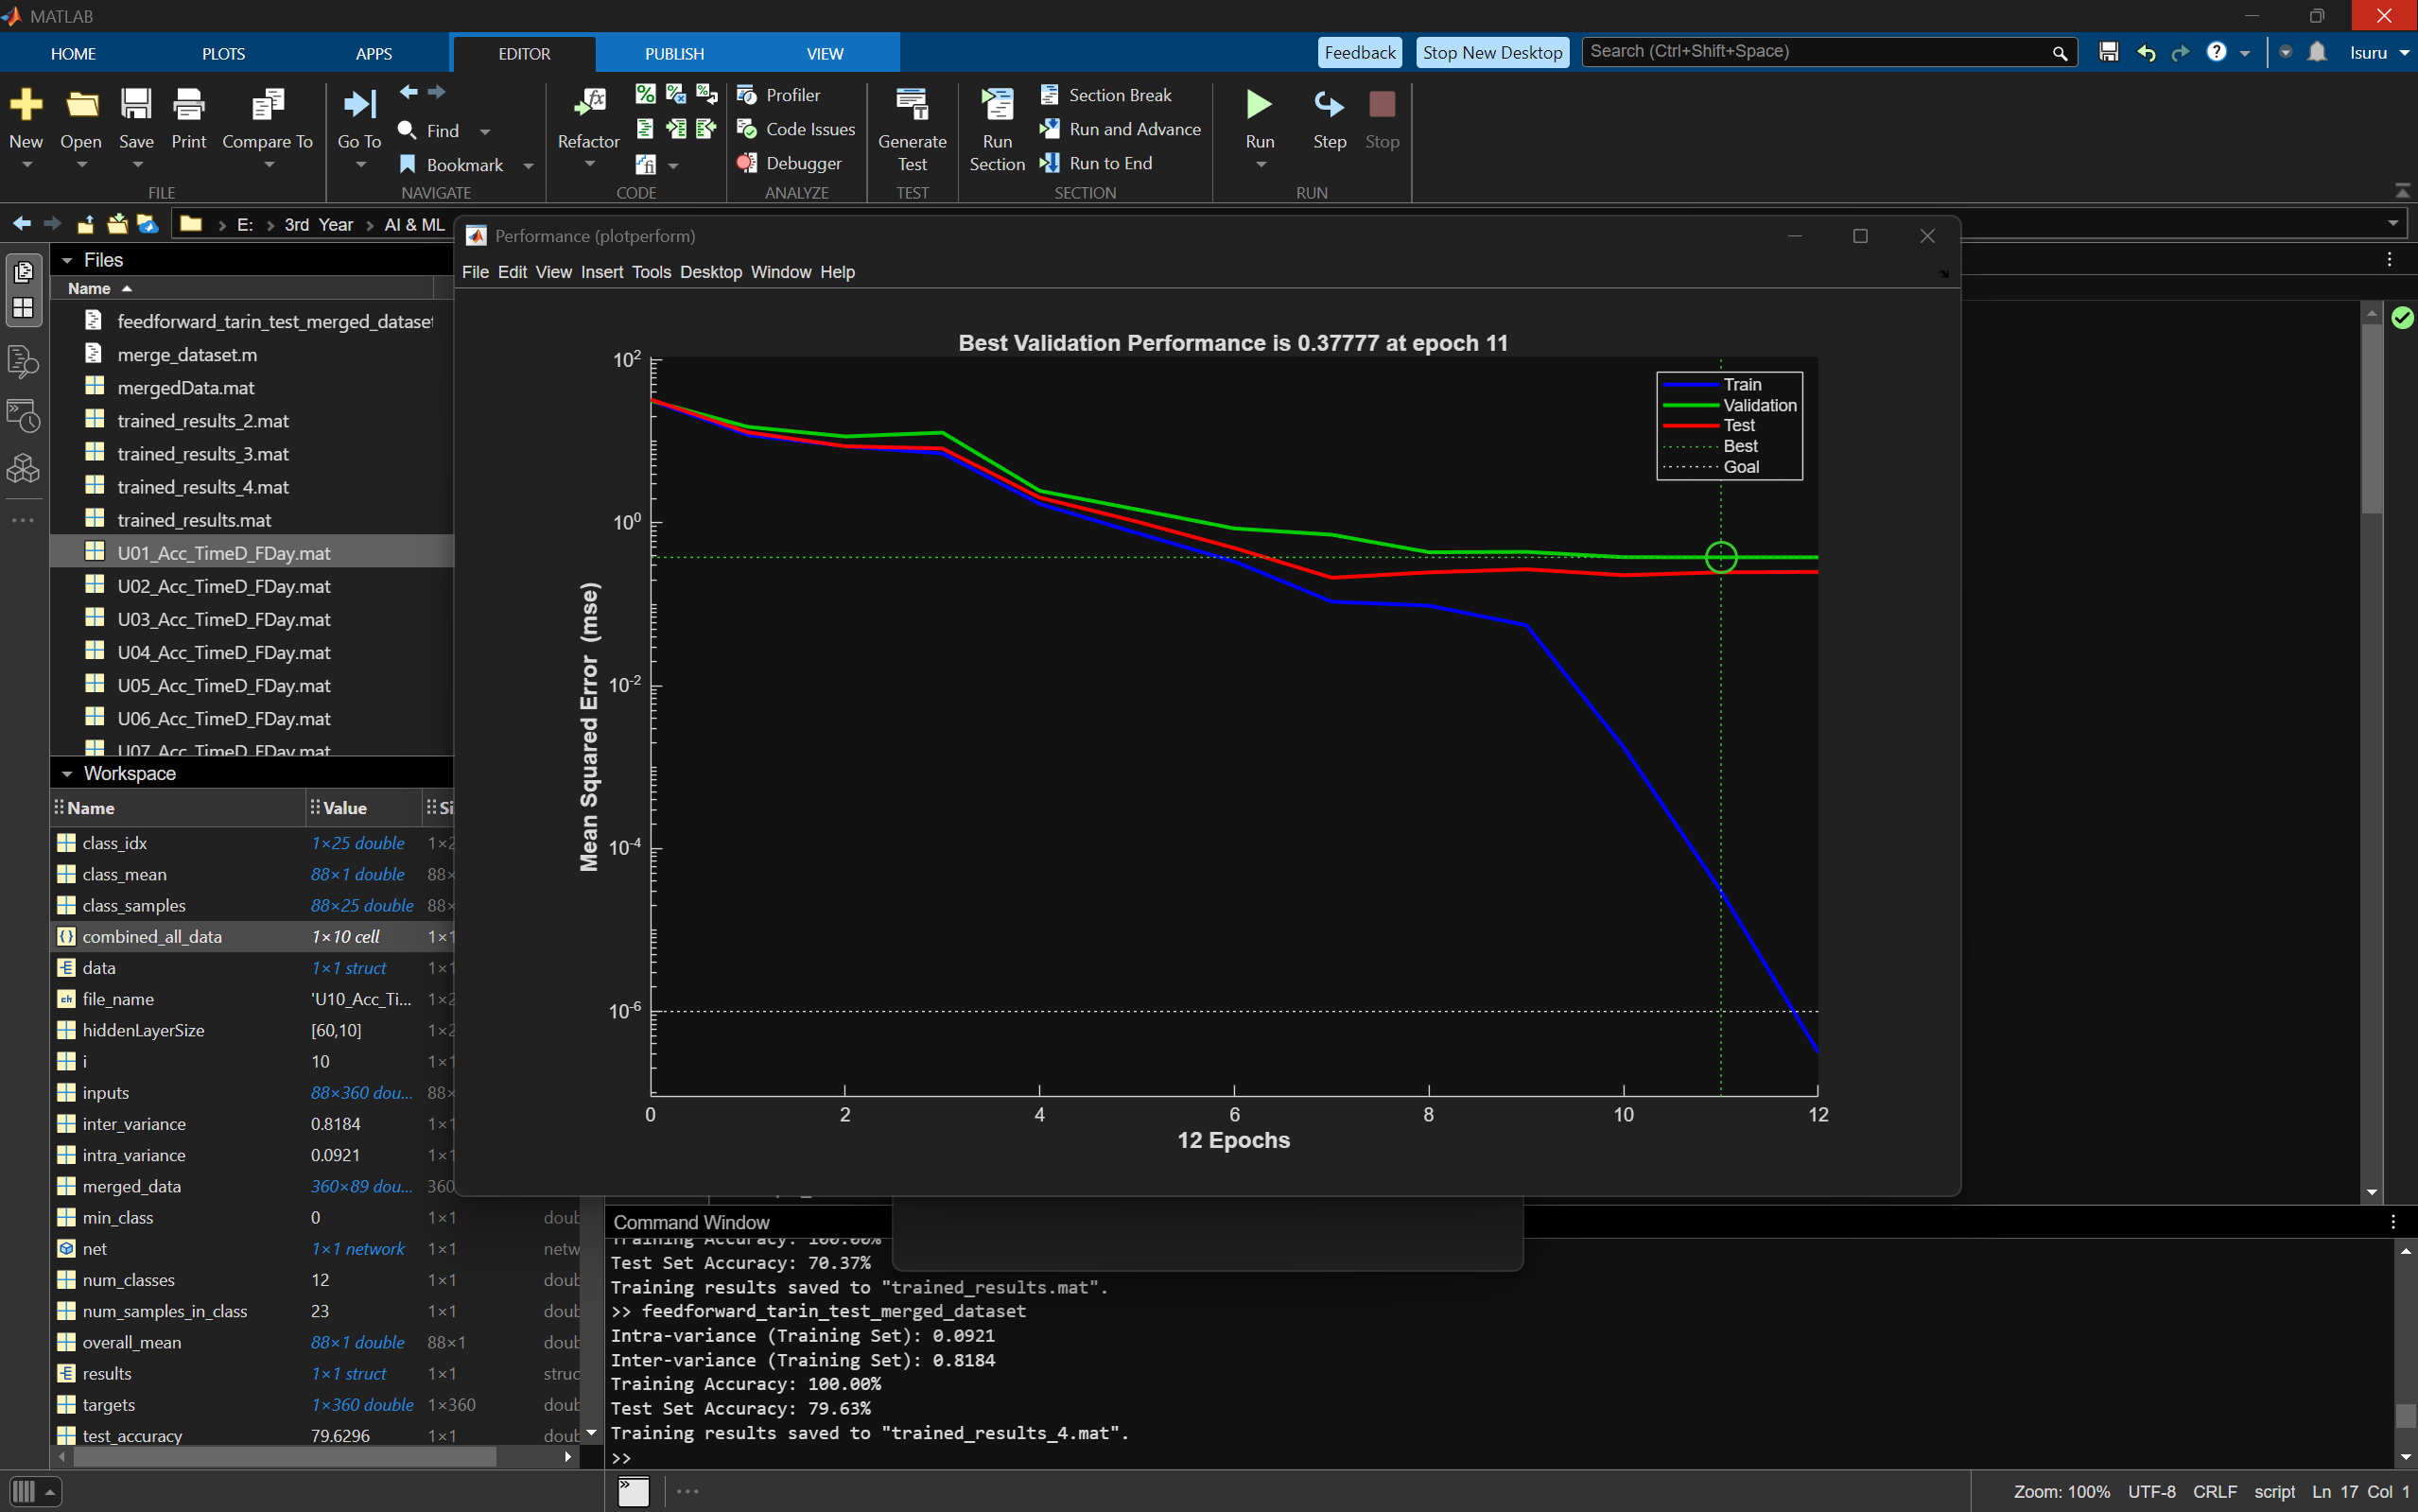 MATLAB
HOME PLOTS APPS EDITOR PUBLISH VIEW Feedback Stop New Desktop Search (Ctrl+Shift+Space) Isuru
New Open Save Print Compare To
FILE
Go To Find Bookmark
NAVIGATE
Refactor
CODE
Profiler
Code Issues
Debugger
ANALYZE
Generate Test
TEST
Run Section
Section Break
Run and Advance
Run to End
SECTION
Run Step Stop
RUN
E: > 3rd Year > AI & ML
Files
Name
feedforward_tarin_test_merged_dataset
merge_dataset.m
mergedData.mat
trained_results_2.mat
trained_results_3.mat
trained_results_4.mat
trained_results.mat
U01_Acc_TimeD_FDay.mat
U02_Acc_TimeD_FDay.mat
U03_Acc_TimeD_FDay.mat
U04_Acc_TimeD_FDay.mat
U05_Acc_TimeD_FDay.mat
U06_Acc_TimeD_FDay.mat
U07_Acc_TimeD_FDay.mat
Workspace
Name Value Si
class_idx 1×25 double 1×2
class_mean 88×1 double 88×
class_samples 88×25 double 88×
combined_all_data 1×10 cell 1×1
data 1×1 struct 1×1
file_name 'U10_Acc_Ti... 1×2
hiddenLayerSize [60,10] 1×2
i 10 1×1
inputs 88×360 dou... 88×
inter_variance 0.8184 1×1
intra_variance 0.0921 1×1
merged_data 360×89 dou... 360
min_class 0 1×1 doub
net 1×1 network 1×1 netw
num_classes 12 1×1 doub
num_samples_in_class 23 1×1 doub
overall_mean 88×1 double 88×1 doub
results 1×1 struct 1×1 struc
targets 1×360 double 1×360 doub
test_accuracy 79.6296 1×1 doub
Performance (plotperform)
File Edit View Insert Tools Desktop Window Help
Best Validation Performance is 0.37777 at epoch 11
Train
Validation
Test
Best
Goal
Mean Squared Error (mse)
10²
10⁰
10⁻²
10⁻⁴
10⁻⁶
0 2 4 6 8 10 12
12 Epochs
Command Window
Training Accuracy: 100.00%
Test Set Accuracy: 70.37%
Training results saved to "trained_results.mat".
>> feedforward_tarin_test_merged_dataset
Intra-variance (Training Set): 0.0921
Inter-variance (Training Set): 0.8184
Training Accuracy: 100.00%
Test Set Accuracy: 79.63%
Training results saved to "trained_results_4.mat".
>>
Zoom: 100% UTF-8 CRLF script Ln 17 Col 1